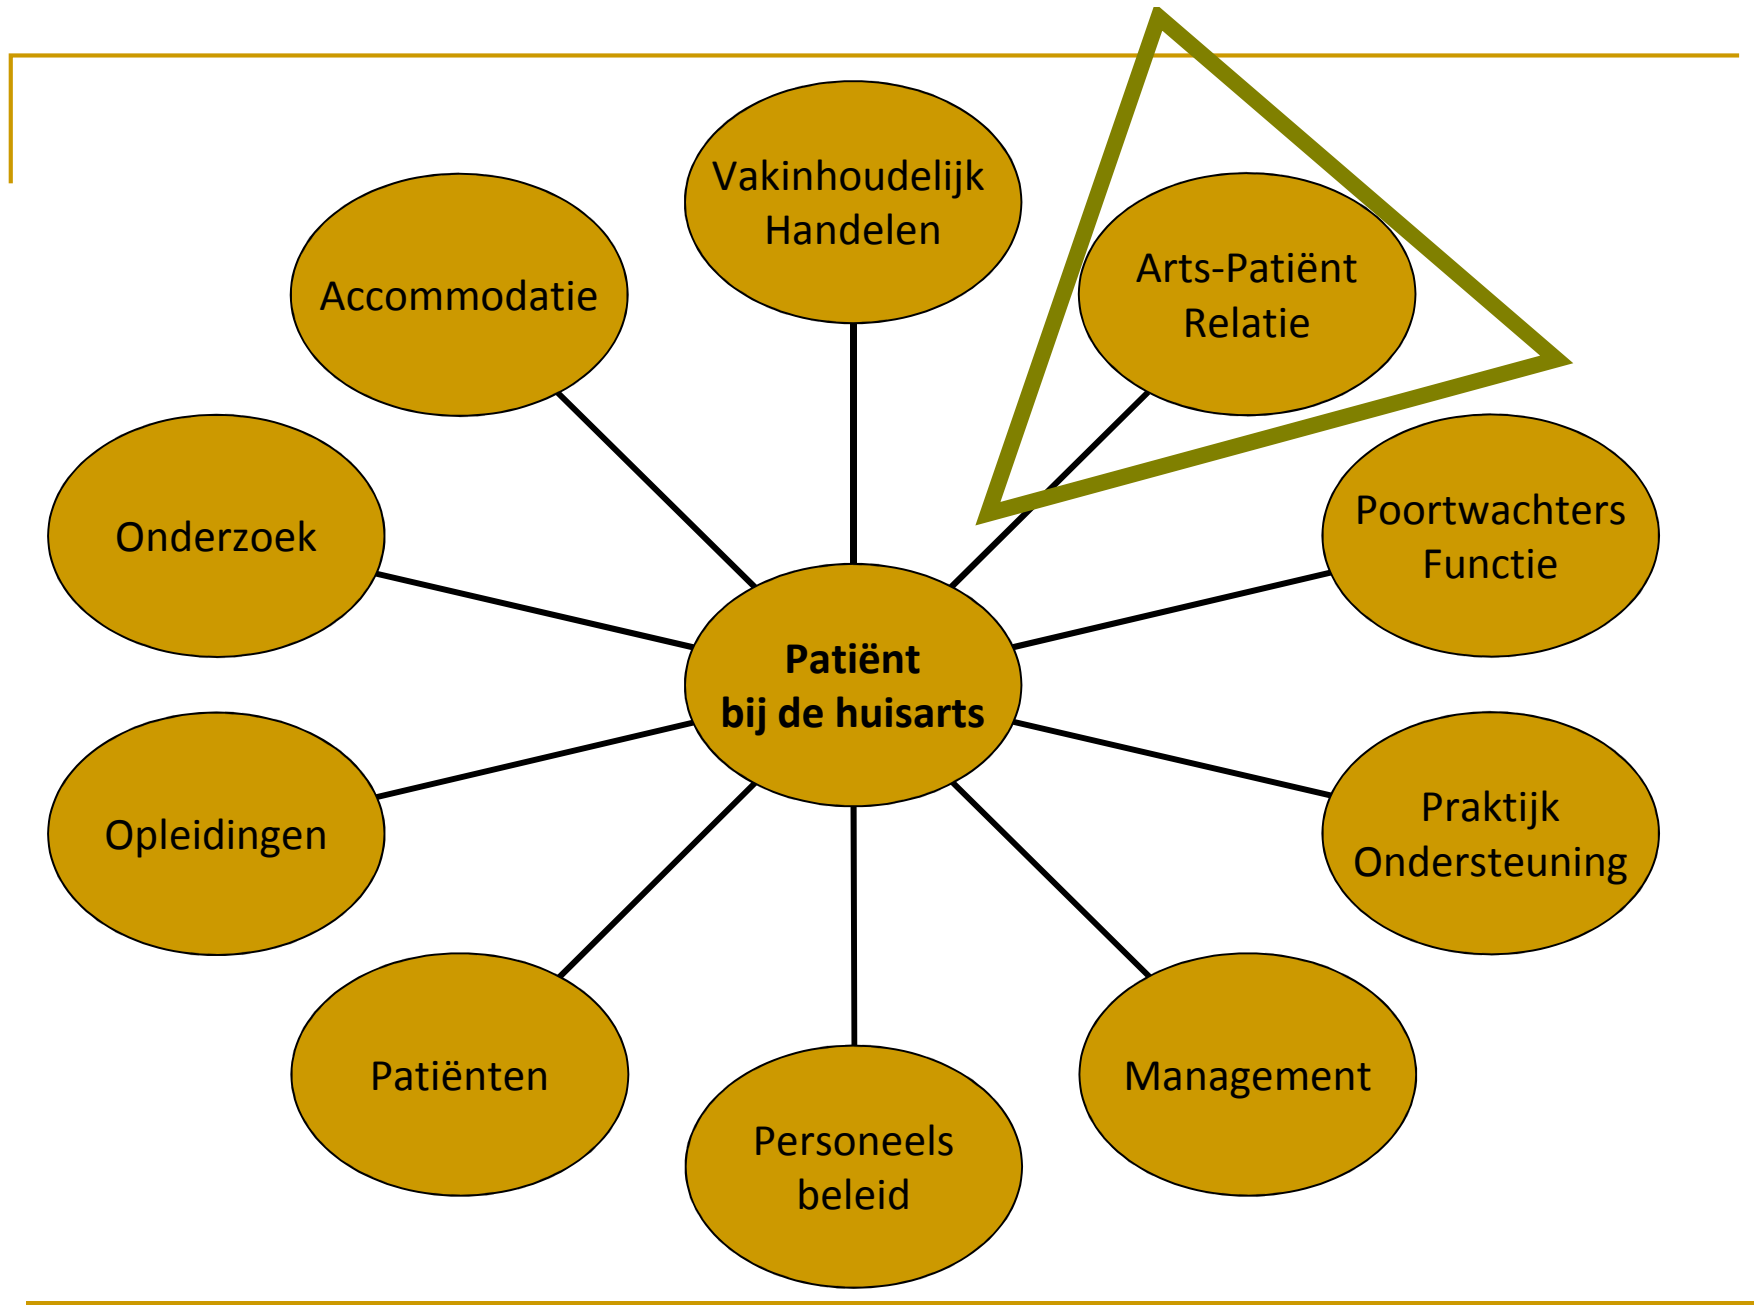 Vakinhoudelijk
Handelen
Arts-Patiënt
Relatie
Poortwachters
Functie
Praktijk
Ondersteuning
Management
Personeels
beleid
Patiënten
Opleidingen
Onderzoek
Accommodatie
Patiënt
bij de huisarts